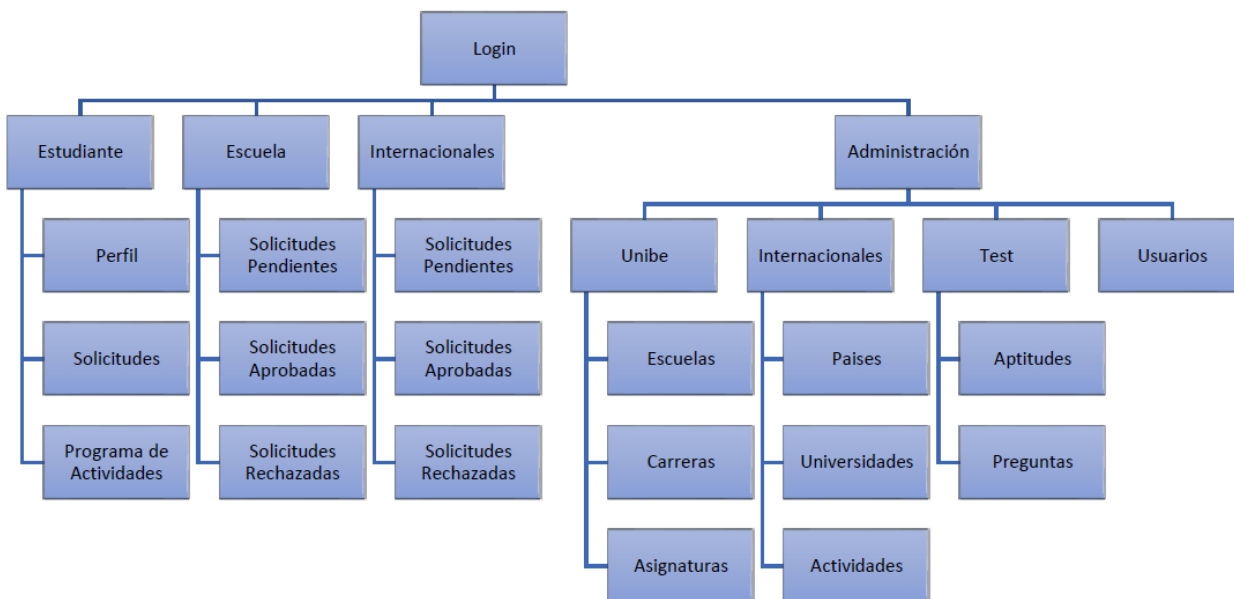 Login
Estudiante
Escuela
Internacionales
Administración
Perfil
Solicitudes
Pendientes
Solicitudes
Pendientes
Unibe
Internacionales
Test
Usuarios
Solicitudes
Solicitudes
Aprobadas
Solicitudes
Aprobadas
Escuelas
Paises
Aptitudes
Programa de
Actividades
Solicitudes
Rechazadas
Solicitudes
Rechazadas
Carreras
Universidades
Preguntas
Asignaturas
Actividades